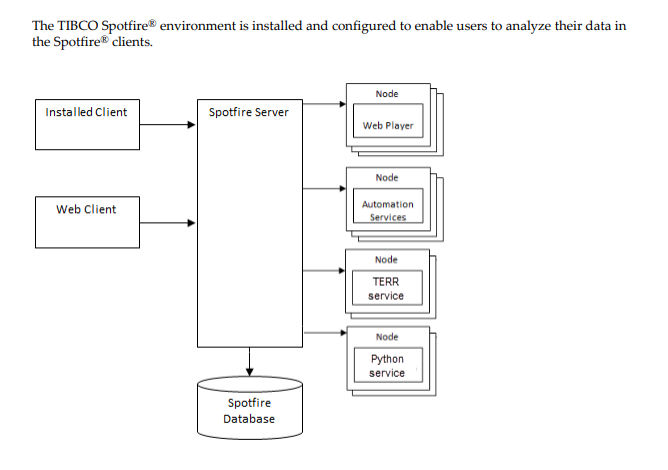 The TIBCO Spotfire® environment is installed and configured to enable users to analyze their data in
the Spotfire® clients.
Installed Client
Web Client
Spotfire Server
Node
Web Player
Node
Automation
Services
Node
TERR
service
Node
Python
service
Spotfire
Database